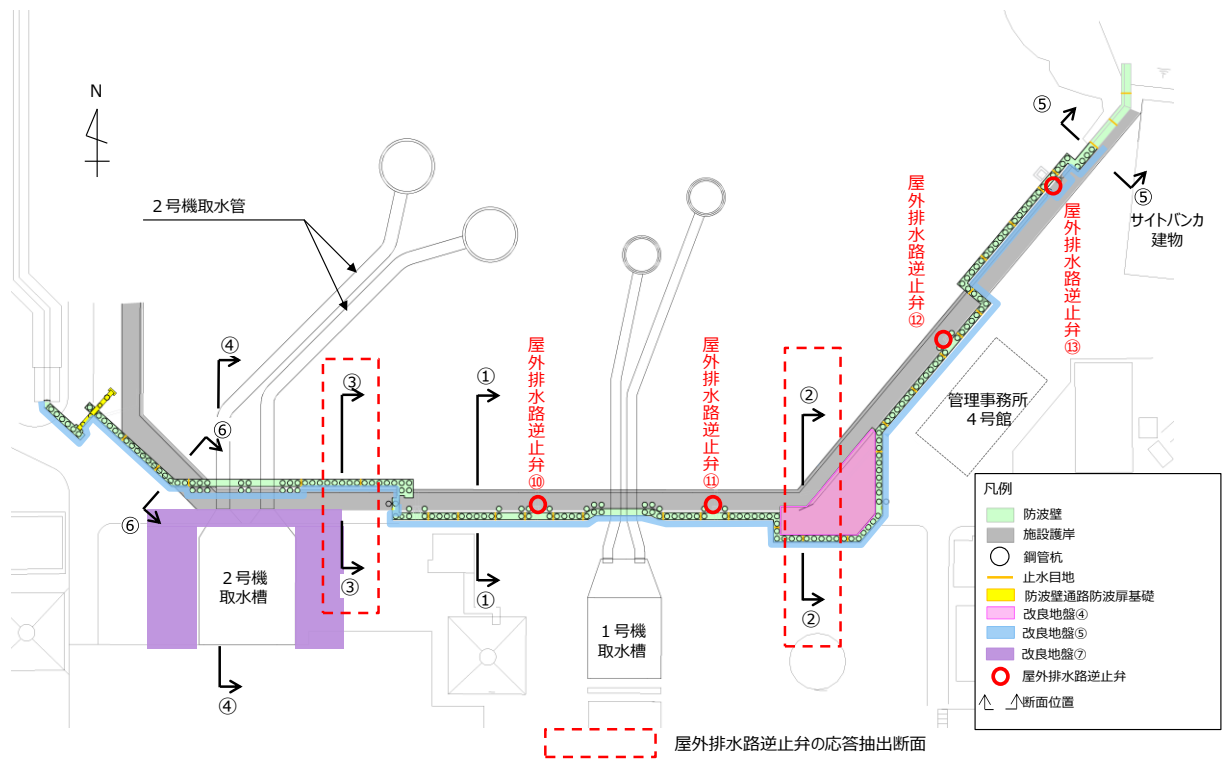 N
2号機取水管
⑤
⑤
サイトバンカ
建物
屋外排水路逆止弁⑬
屋外排水路逆止弁⑫
④
③
①
屋外排水路逆止弁⑩
屋外排水路逆止弁⑪
②
管理事務所
4号館
⑥
⑥
2号機
取水槽
③
①
1号機
取水槽
②
④
凡例
防波壁
施設護岸
鋼管杭
止水目地
防波壁通路防波扉基礎
改良地盤④
改良地盤⑤
改良地盤⑦
屋外排水路逆止弁
断面位置
屋外排水路逆止弁の応答抽出断面